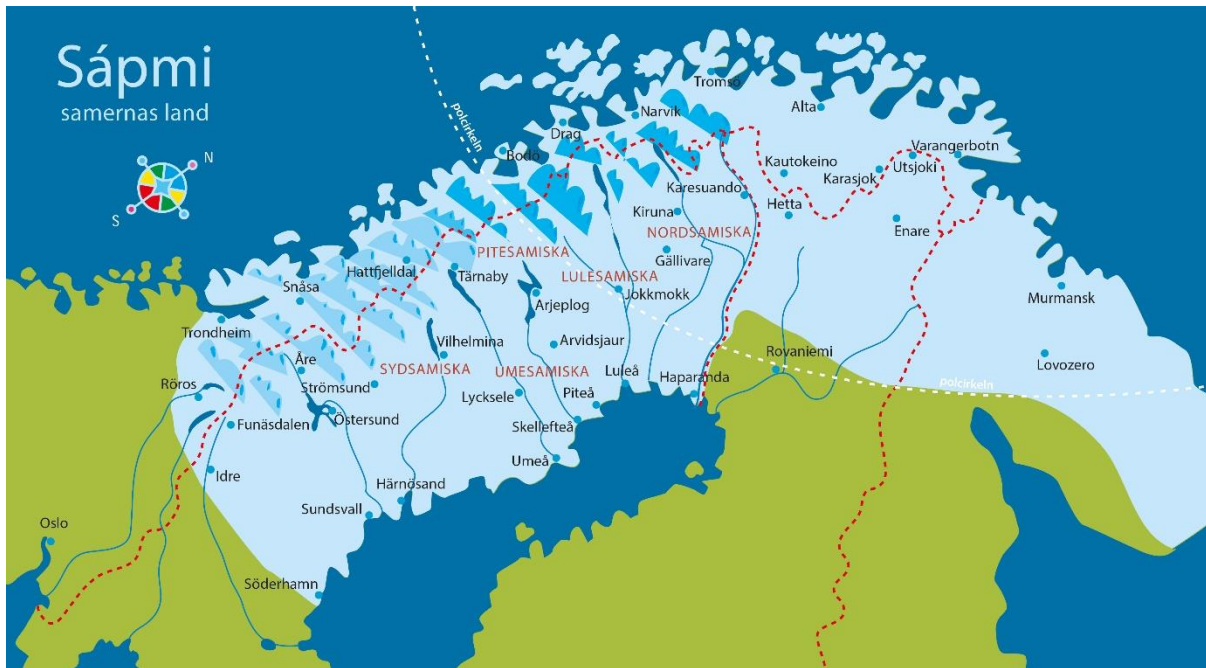 Sápmi
samernas land
N
S
polcirkeln
Tromsö
Alta
Narvik
Drag
Bodö
Varangerbotn
Utsjoki
Kautokeino
Karasjok
Karesuando
Hetta
Kiruna
Enare
NORDSAMISKA
PITESAMISKA
Gällivare
Hattfjelldal
Tärnaby
LULESAMISKA
Jokkmokk
Snåsa
Arjeplog
Murmansk
Trondheim
Vilhelmina
Arvidsjaur
Åre
Rovaniemi
Lovozero
SYDSAMISKA
UMESAMISKA
Luleå
Haparanda
polcirkeln
Röros
Strömsund
Lycksele
Piteå
Funäsdalen
Östersund
Skellefteå
Umeå
Idre
Härnösand
Sundsvall
Oslo
Söderhamn